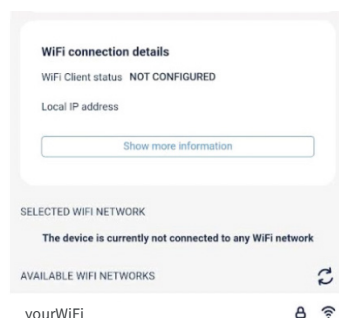 WiFi connection details
WiFi Client status NOT CONFIGURED
Local IP address
Show more information
SELECTED WIFI NETWORK
The device is currently not connected to any WiFi network
AVAILABLE WIFI NETWORKS
yourWiFi